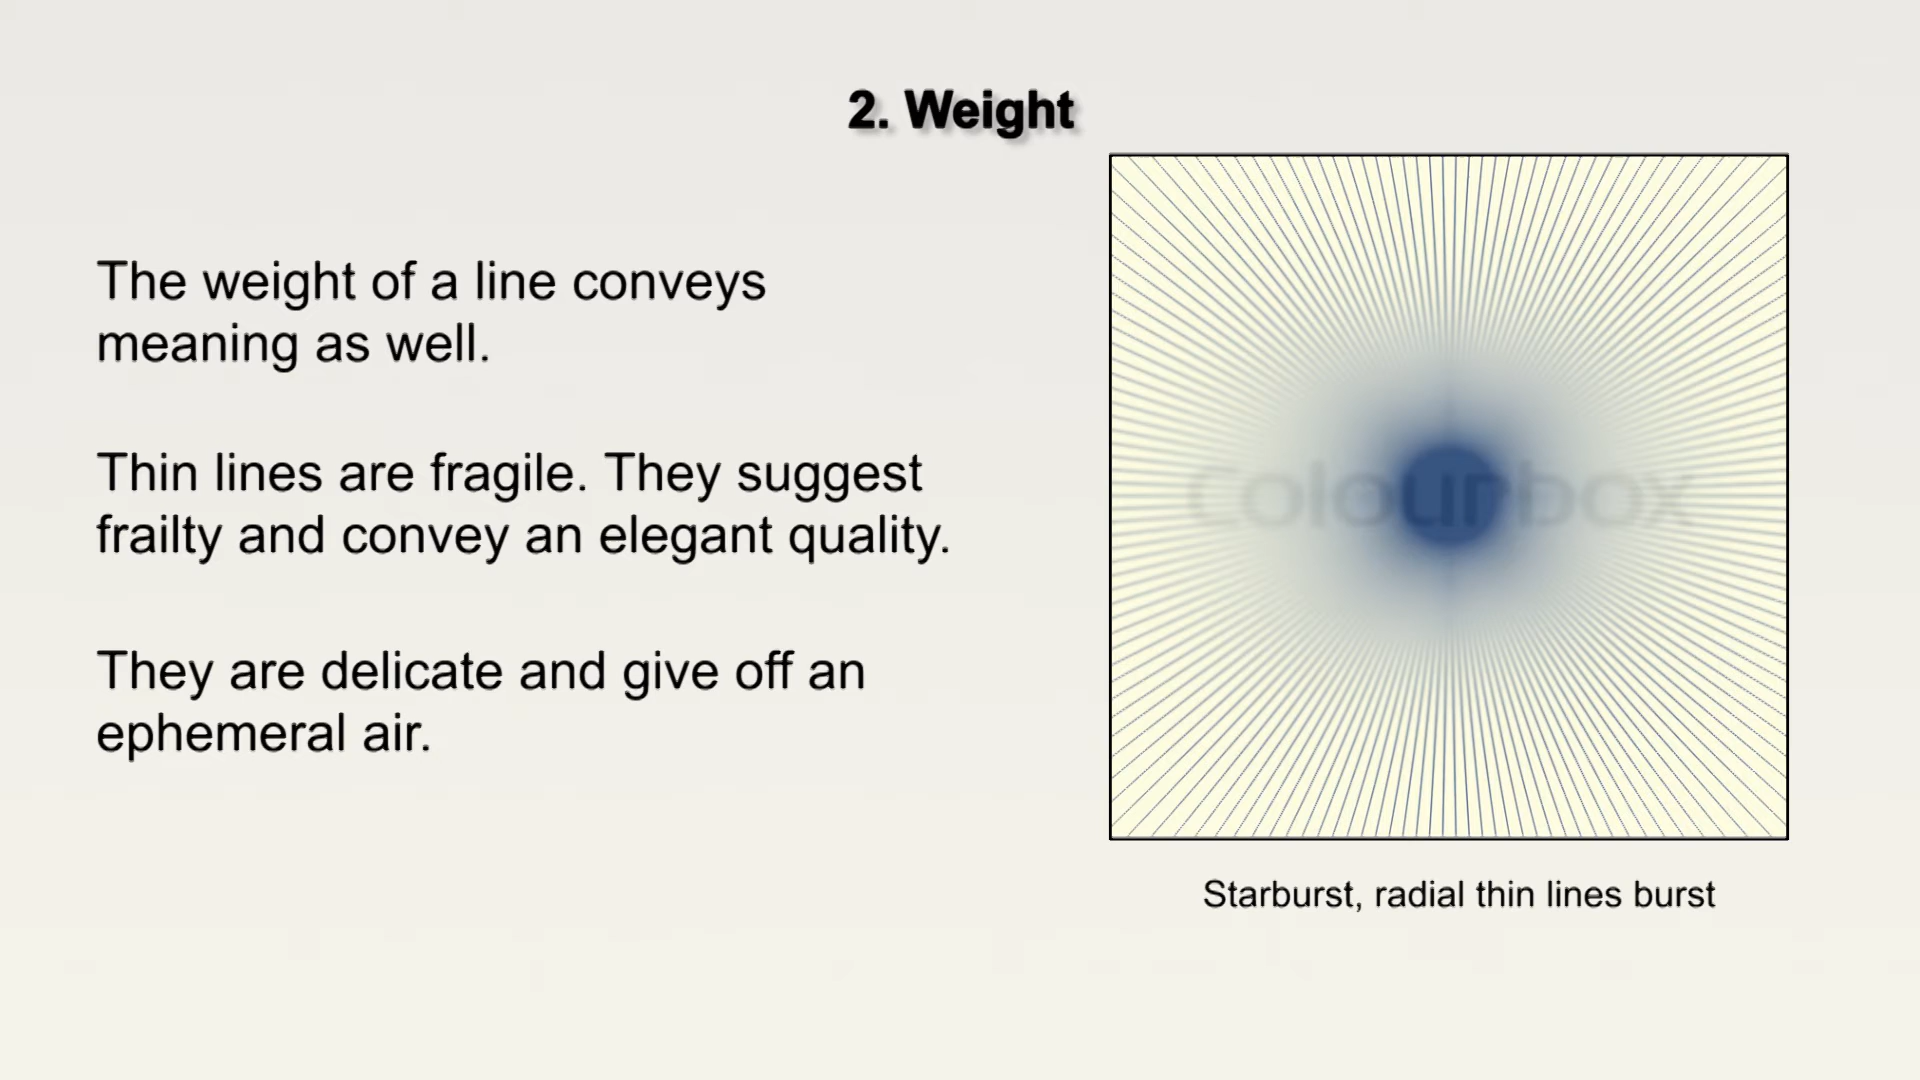 2. Weight
The weight of a line conveys
meaning as well.
Thin lines are fragile. They suggest
frailty and convey an elegant quality.
They are delicate and give off an
ephemeral air.
Colourbox
Starburst, radial thin lines burst